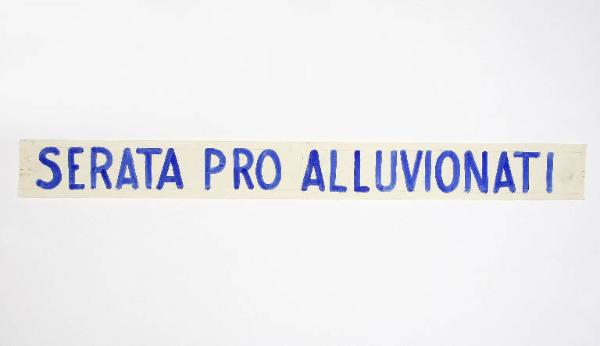 SERATA PRO ALLUVIONATI